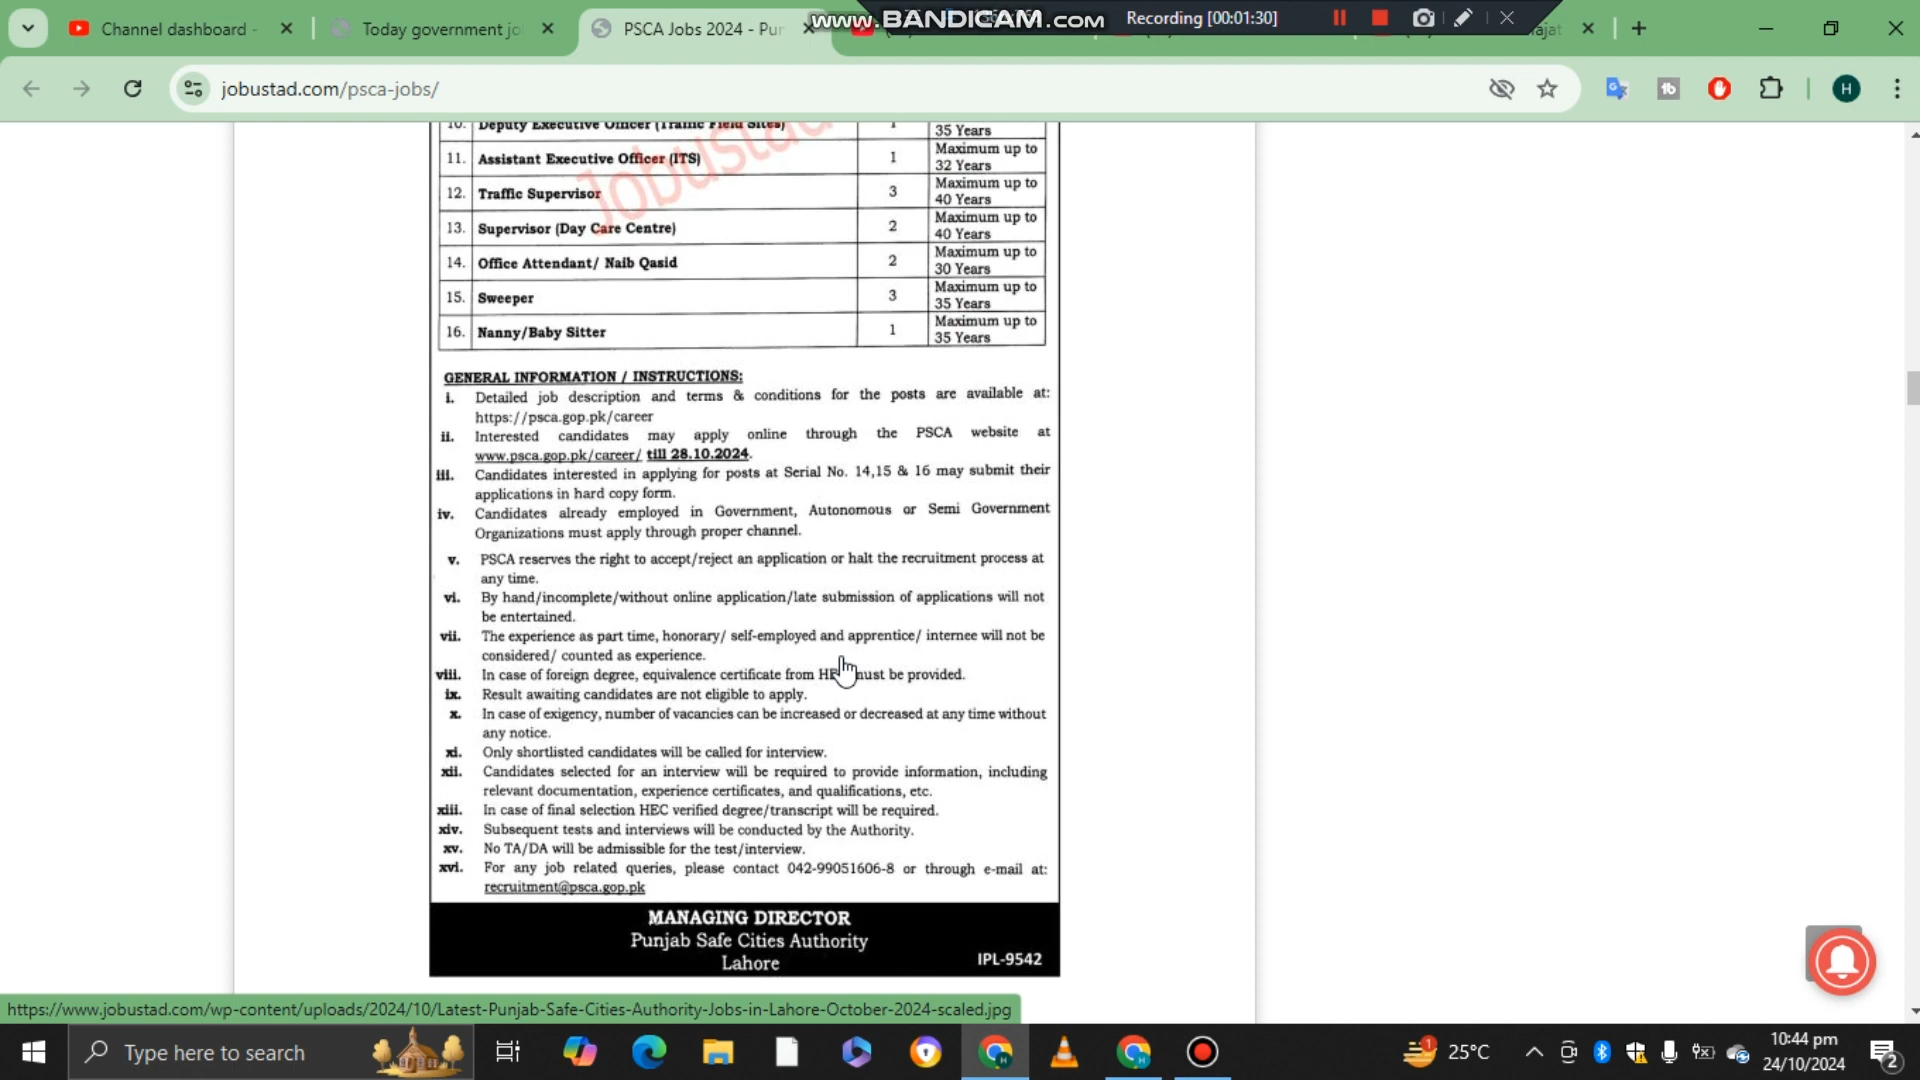 www.BANDICAM.com
Recording [00:01:30]
Channel dashboard -
Today government jo
PSCA Jobs 2024 - Pun
ajat
jobustad.com/psca-jobs/
H
10. Deputy Executive Officer (Traffic Field Sites) 1 35 Years
11. Assistant Executive Officer (ITS) 1 Maximum up to
32 Years
12. Traffic Supervisor 3 Maximum up to
40 Years
13. Supervisor (Day Care Centre) 2 Maximum up to
40 Years
14. Office Attendant/ Naib Qasid 2 Maximum up to
30 Years
15. Sweeper 3 Maximum up to
35 Years
16. Nanny/Baby Sitter 1 Maximum up to
35 Years
Jobustad
GENERAL INFORMATION / INSTRUCTIONS:
i. Detailed job description and terms & conditions for the posts are available at:
https://psca.gop.pk/career
ii. Interested candidates may apply online through the PSCA website at
www.psca.gop.pk/career/ till 28.10.2024.
iii. Candidates interested in applying for posts at Serial No. 14,15 & 16 may submit their
applications in hard copy form.
iv. Candidates already employed in Government, Autonomous or Semi Government
Organizations must apply through proper channel.
v. PSCA reserves the right to accept/reject an application or halt the recruitment process at
any time.
vi. By hand/incomplete/without online application/late submission of applications will not
be entertained.
vii. The experience as part time, honorary/ self-employed and apprentice/ internee will not be
considered/ counted as experience.
viii. In case of foreign degree, equivalence certificate from HE must be provided.
ix. Result awaiting candidates are not eligible to apply.
x. In case of exigency, number of vacancies can be increased or decreased at any time without
any notice.
xi. Only shortlisted candidates will be called for interview.
xii. Candidates selected for an interview will be required to provide information, including
relevant documentation, experience certificates, and qualifications, etc.
xiii. In case of final selection HEC verified degree/transcript will be required.
xiv. Subsequent tests and interviews will be conducted by the Authority.
xv. No TA/DA will be admissible for the test/interview.
xvi. For any job related queries, please contact 042-99051606-8 or through e-mail at:
recruitment@psca.gop.pk
MANAGING DIRECTOR
Punjab Safe Cities Authority
Lahore
IPL-9542
https://www.jobustad.com/wp-content/uploads/2024/10/Latest-Punjab-Safe-Cities-Authority-Jobs-in-Lahore-October-2024-scaled.jpg
Type here to search
1
25°C
10:44 pm
24/10/2024
2